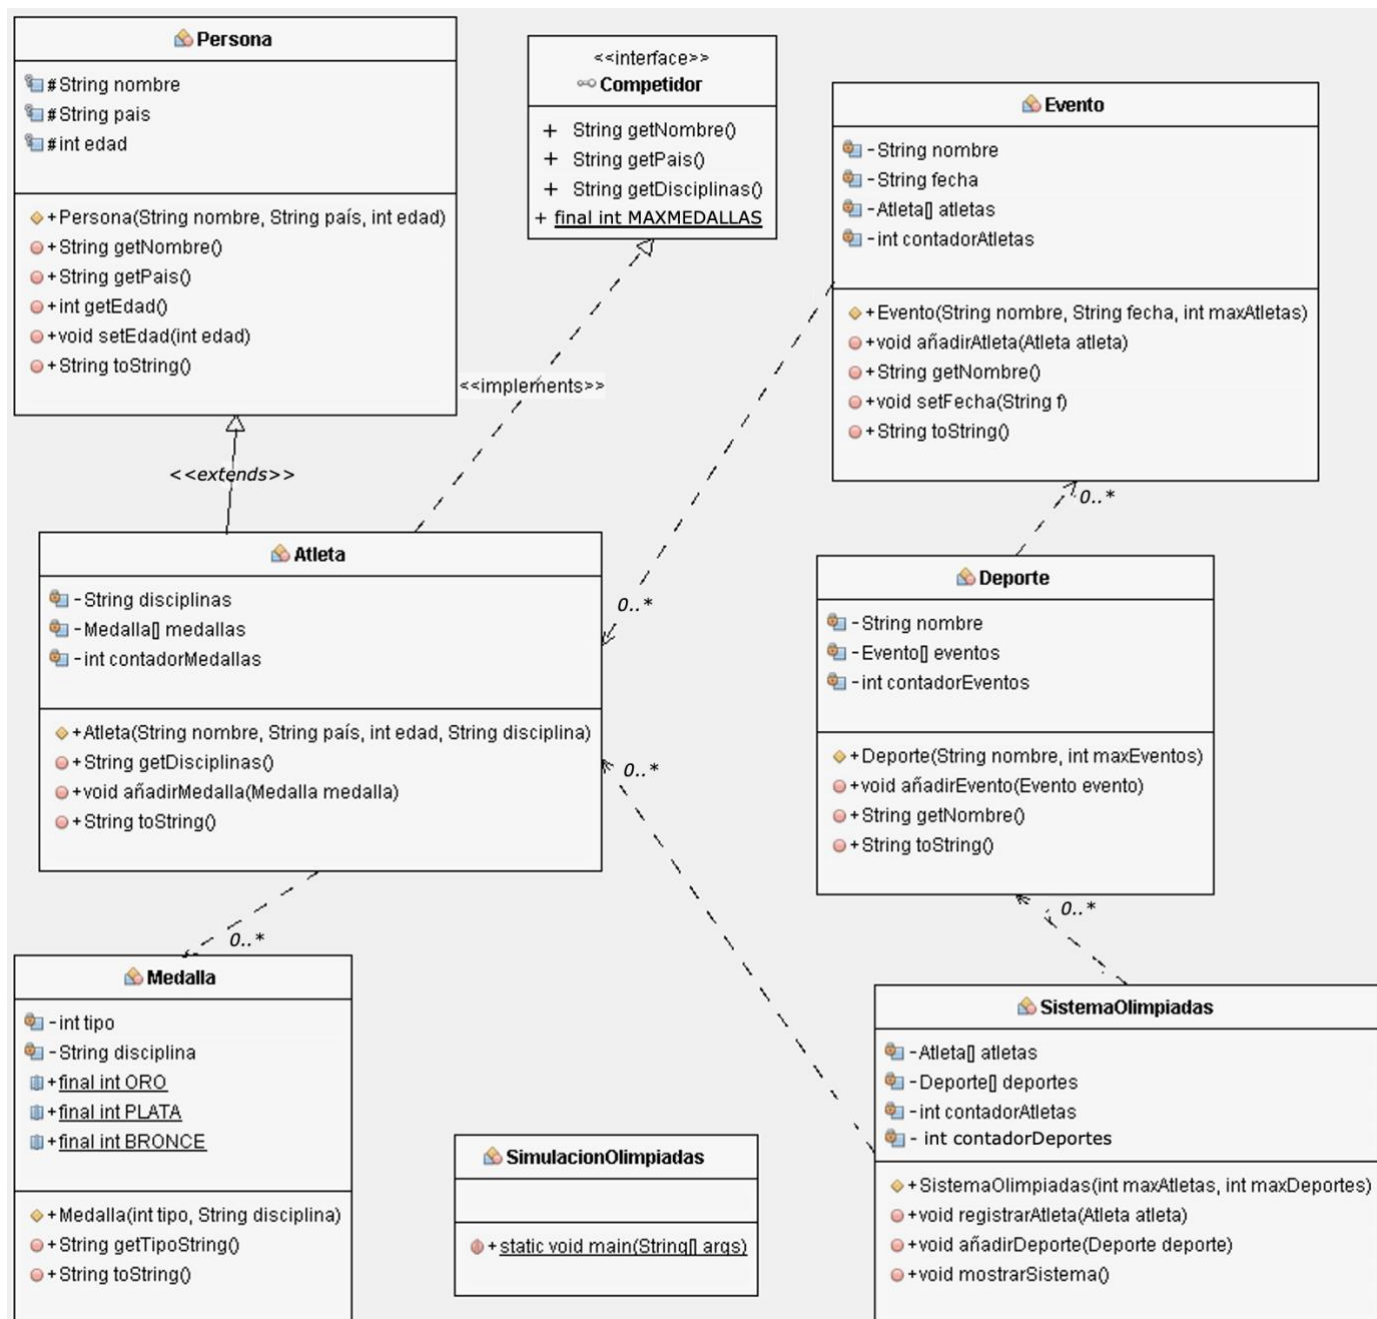 Persona
#String nombre
#String pais
#int edad
+Persona(String nombre, String país, int edad)
+String getNombre()
+String getPais()
+int getEdad()
+void setEdad(int edad)
+String toString()
<<interface>>
Competidor
+ String getNombre()
+ String getPais()
+ String getDisciplinas()
+ final int MAXMEDALLAS
Evento
-String nombre
-String fecha
-Atleta[] atletas
-int contadorAtletas
+Evento(String nombre, String fecha, int maxAtletas)
+void añadirAtleta(Atleta atleta)
+String getNombre()
+void setFecha(String f)
+String toString()
<<implements>>
<<extends>>
0..*
0..*
Atleta
-String disciplinas
-Medalla[] medallas
-int contadorMedallas
+Atleta(String nombre, String país, int edad, String disciplina)
+String getDisciplinas()
+void añadirMedalla(Medalla medalla)
+String toString()
Deporte
-String nombre
-Evento[] eventos
-int contadorEventos
+Deporte(String nombre, int maxEventos)
+void añadirEvento(Evento evento)
+String getNombre()
+String toString()
0..*
0..*
0..*
Medalla
-int tipo
-String disciplina
+final int ORO
+final int PLATA
+final int BRONCE
+Medalla(int tipo, String disciplina)
+String getTipoString()
+String toString()
SimulacionOlimpiadas
+static void main(String[] args)
SistemaOlimpiadas
-Atleta[] atletas
-Deporte[] deportes
-int contadorAtletas
- int contadorDeportes
+SistemaOlimpiadas(int maxAtletas, int maxDeportes)
+void registrarAtleta(Atleta atleta)
+void añadirDeporte(Deporte deporte)
+void mostrarSistema()